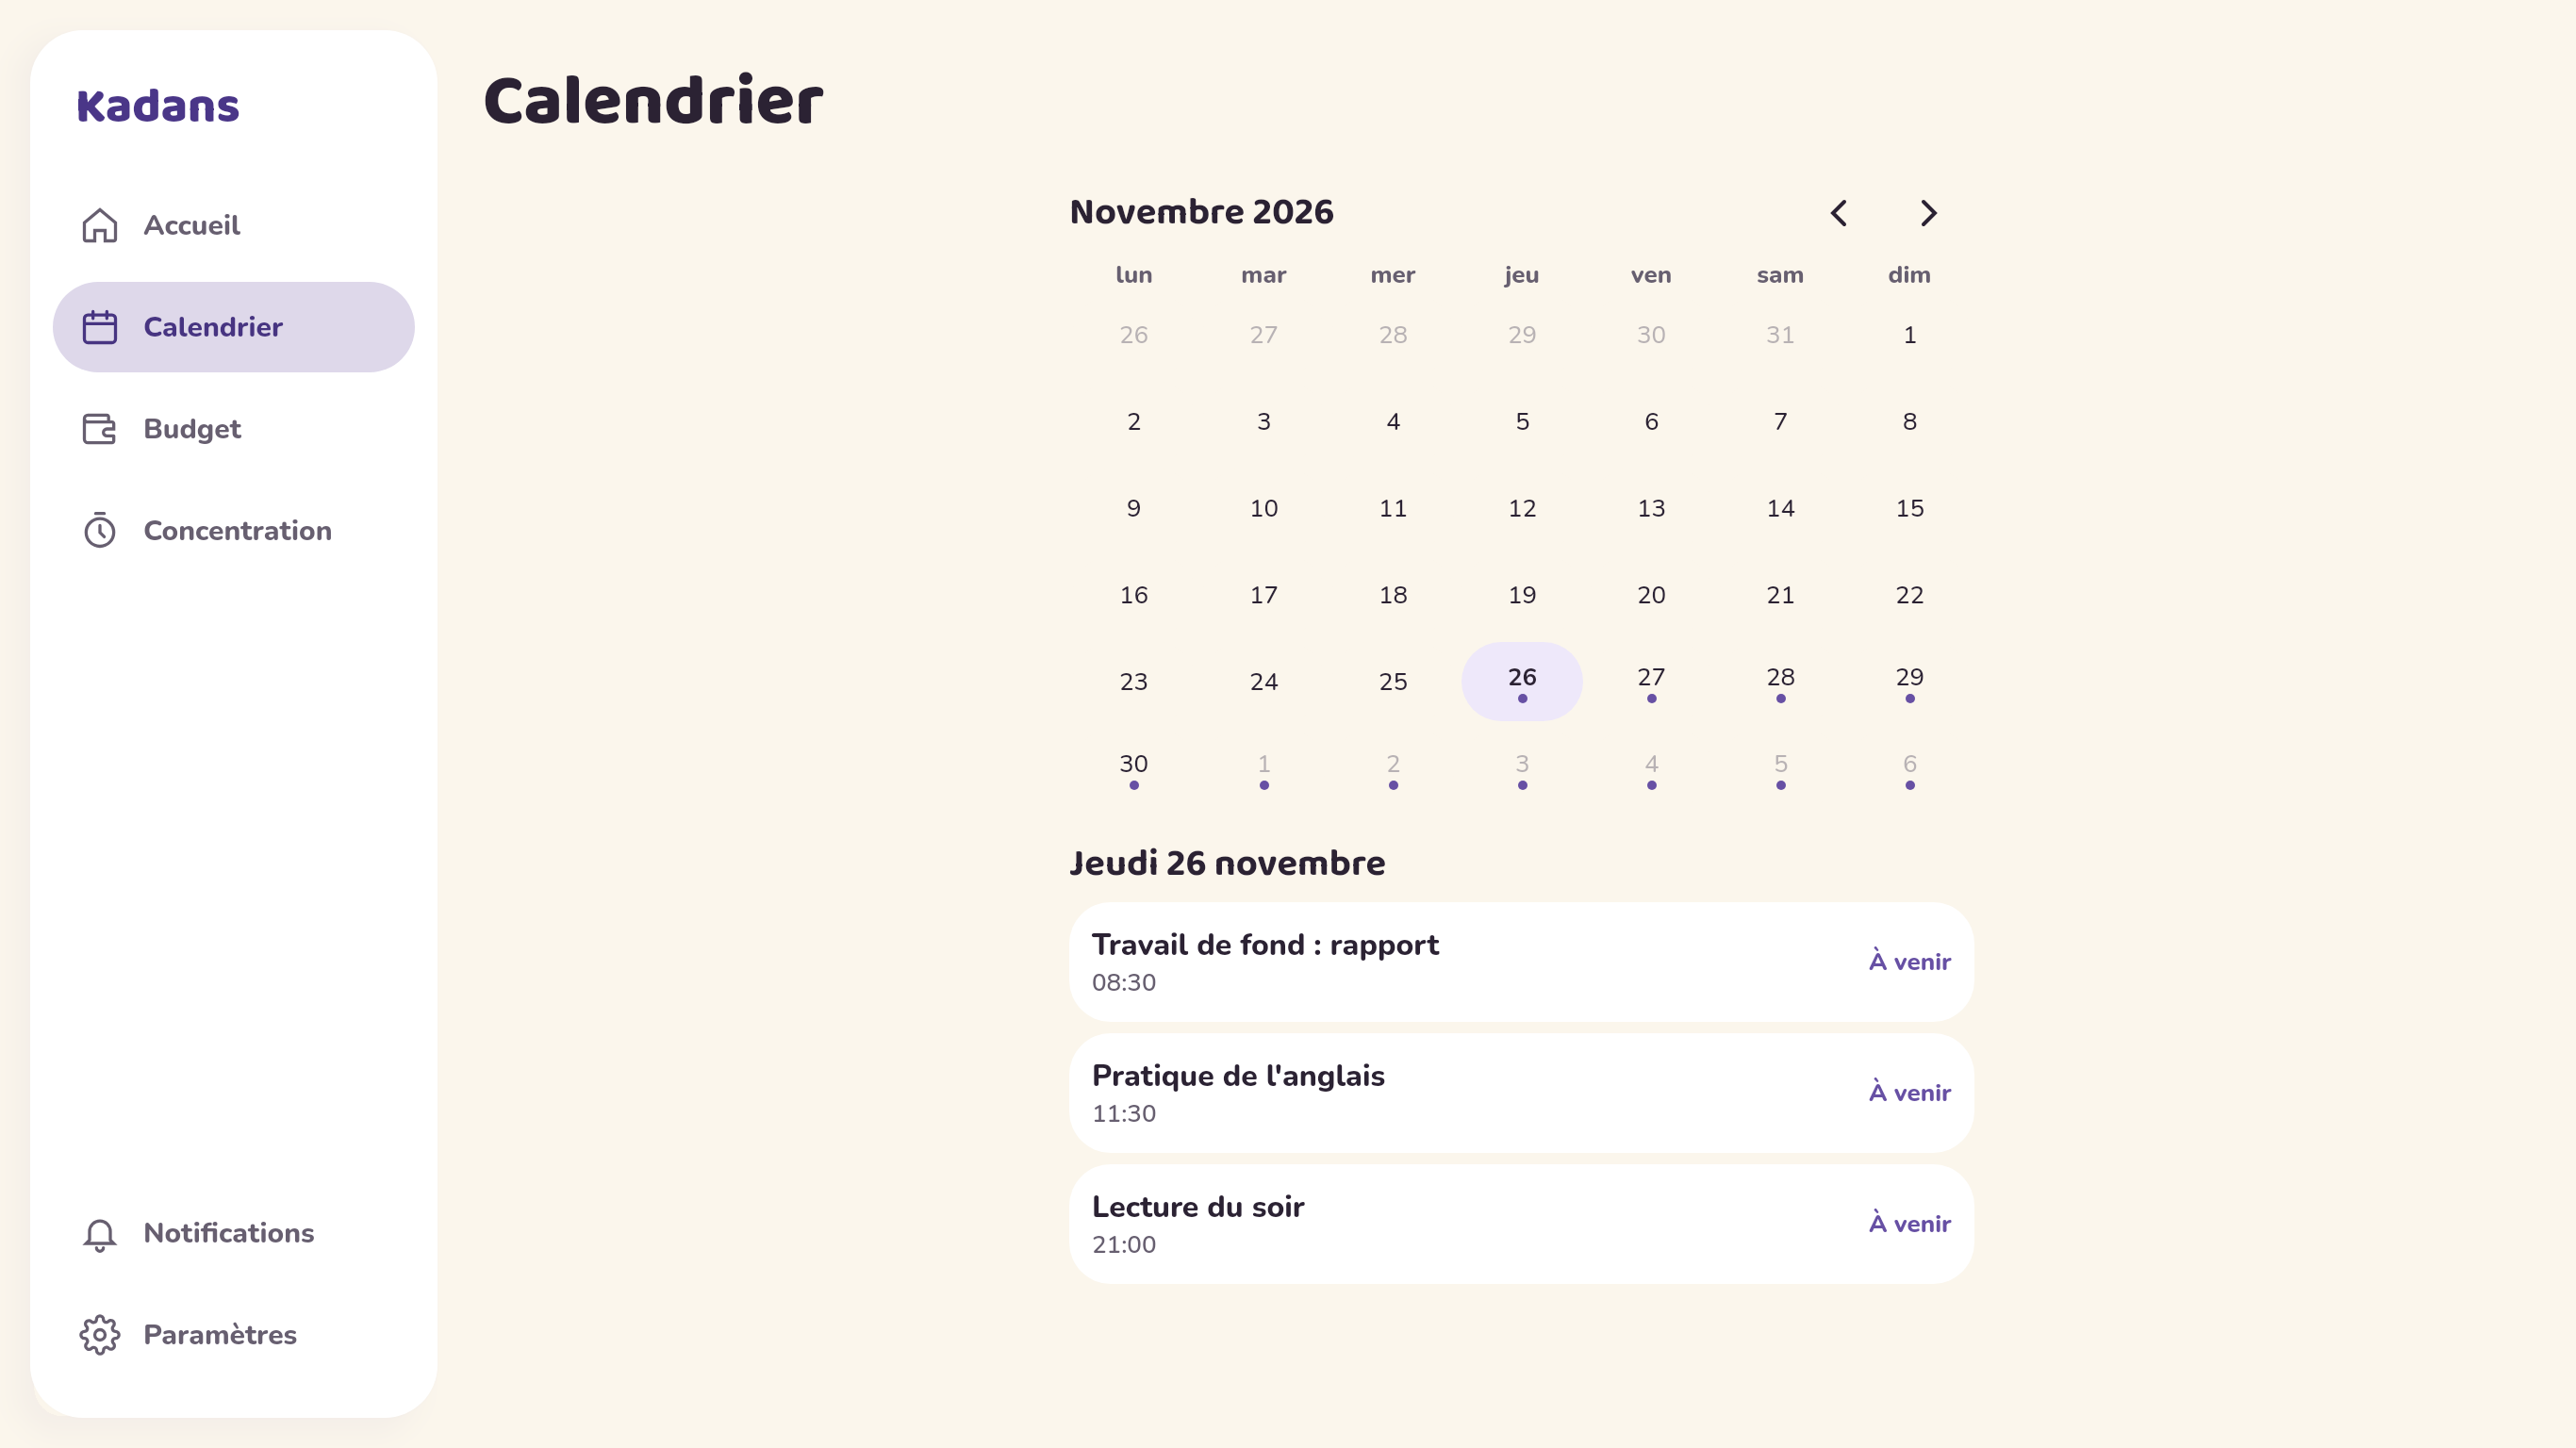 Kadans
Accueil
Calendrier
Budget
Concentration
Notifications
Paramètres
Calendrier
Novembre 2026
lun mar mer jeu ven sam dim
26 27 28 29 30 31 1
2 3 4 5 6 7 8
9 10 11 12 13 14 15
16 17 18 19 20 21 22
23 24 25 26 27 28 29
30 1 2 3 4 5 6
Jeudi 26 novembre
Travail de fond : rapport
08:30
À venir
Pratique de l'anglais
11:30
À venir
Lecture du soir
21:00
À venir